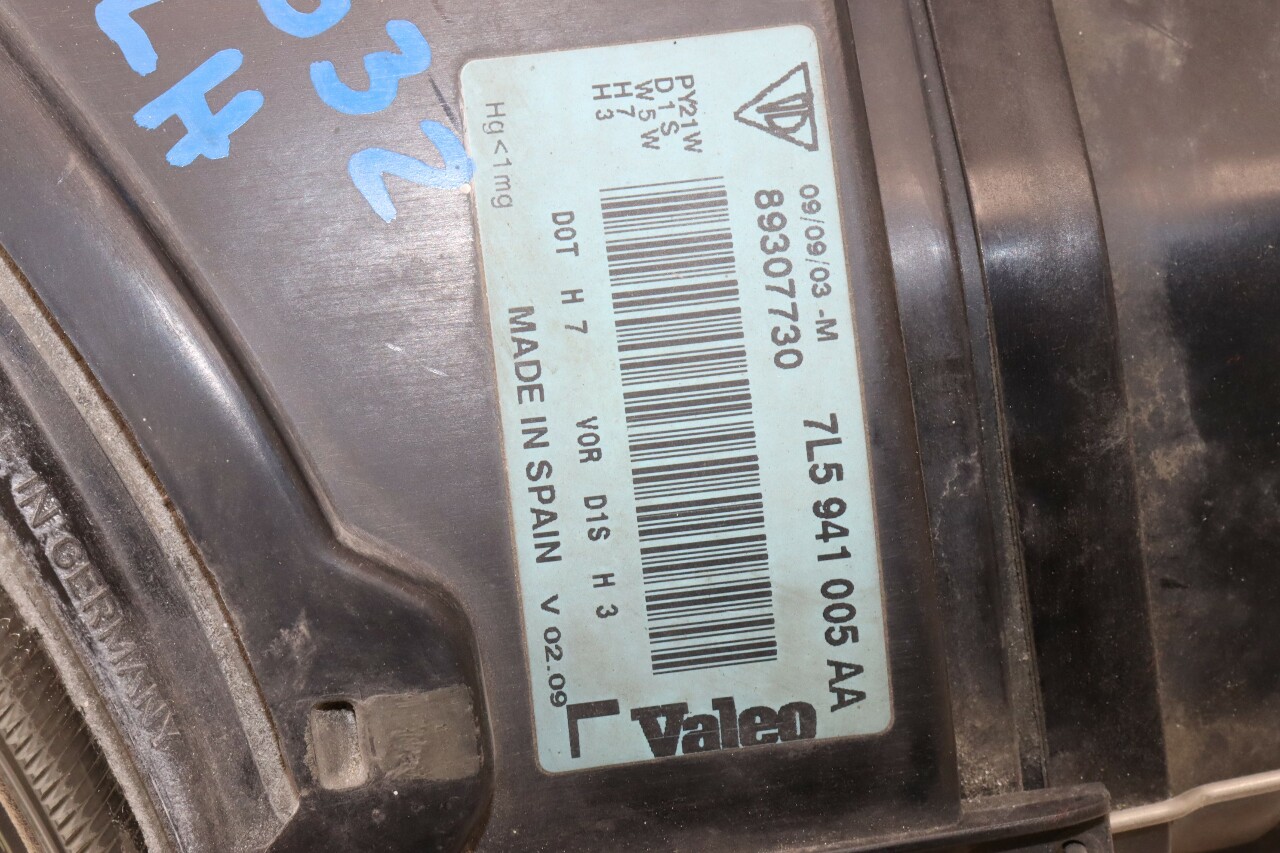 032
LH
PY21W
D1S
W5W
H7
H3
Hg<1mg
09/09/03 -M
89307730
7L5 941 005 AA
DOT H 7 VOR D1S H 3
MADE IN SPAIN V 02.09
L
Valeo
IN GERMANY